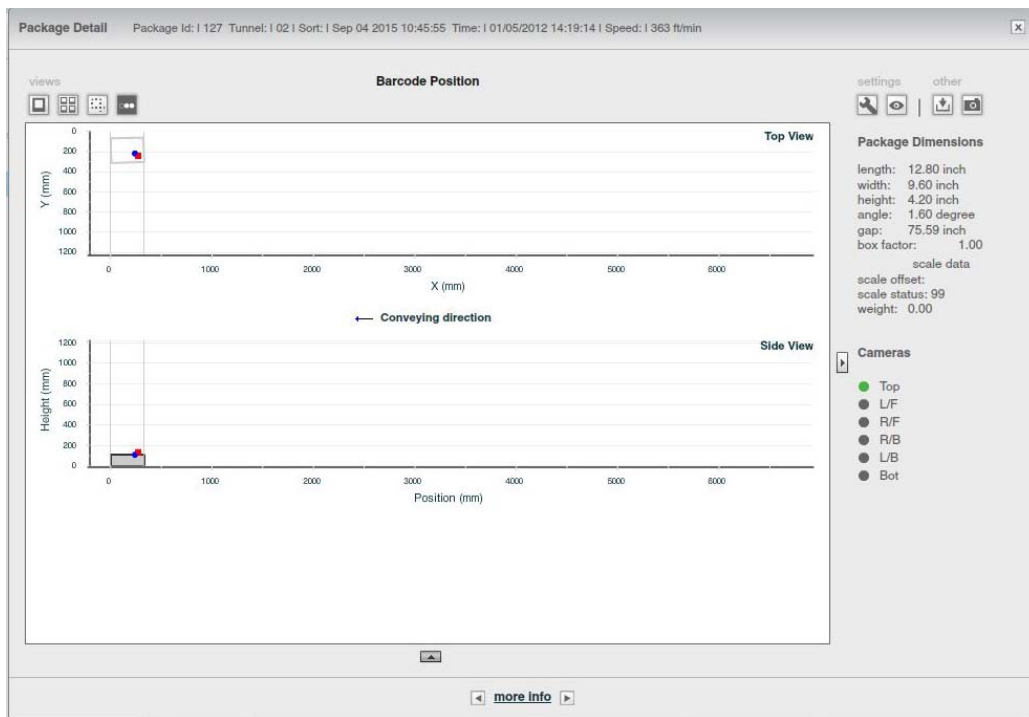 Package Detail Package Id: l 127 Tunnel: l 02 l Sort: l Sep 04 2015 10:45:55 Time: l 01/05/2012 14:19:14 l Speed: l 363 ft/min
views
Barcode Position
settings other
Top View
0
200
400
600
800
1000
1200
Y (mm)
0 1000 2000 3000 4000 5000 6000
X (mm)
Conveying direction
Side View
1200
1000
800
600
400
200
0
Height (mm)
0 1000 2000 3000 4000 5000 6000
Position (mm)
Package Dimensions
length: 12.80 inch
width: 9.60 inch
height: 4.20 inch
angle: 1.60 degree
gap: 75.59 inch
box factor: 1.00
scale data
scale offset:
scale status: 99
weight: 0.00
Cameras
Top
L/F
R/F
R/B
L/B
Bot
more info